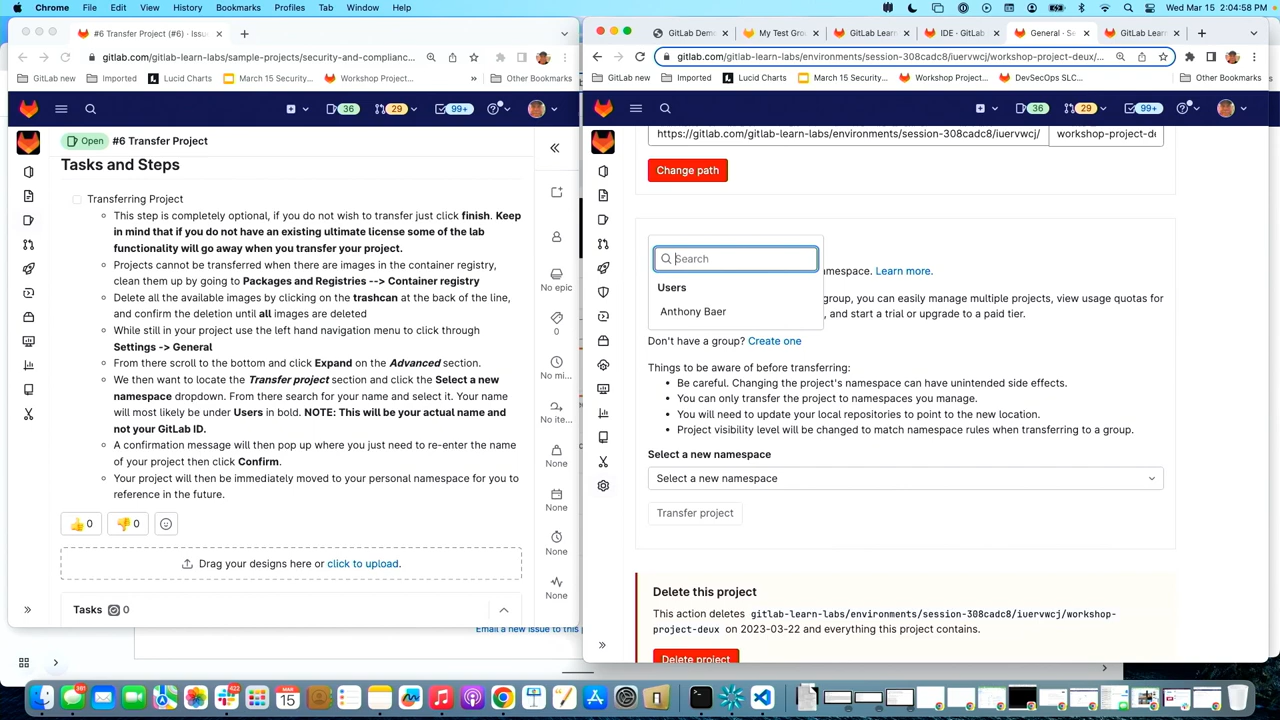 Chrome File Edit View History Bookmarks Profiles Tab Window Help
Wed Mar 15 2:04:58 PM
#6 Transfer Project (#6) · Issu
gitlab.com/gitlab-learn-labs/sample-projects/security-and-complianc...
GitLab new Imported Lucid Charts March 15 Security... Workshop Project... » Other Bookmarks
36 29 99+
Open #6 Transfer Project
Tasks and Steps
Transferring Project
This step is completely optional, if you do not wish to transfer just click finish. Keep
in mind that if you do not have an existing ultimate license some of the lab
functionality will go away when you transfer your project.
Projects cannot be transferred when there are images in the container registry,
clean them up by going to Packages and Registries --> Container registry
Delete all the available images by clicking on the trashcan at the back of the line,
and confirm the deletion until all images are deleted
While still in your project use the left hand navigation menu to click through
Settings -> General
From there scroll to the bottom and click Expand on the Advanced section.
We then want to locate the Transfer project section and click the Select a new
namespace dropdown. From there search for your name and select it. Your name
will most likely be under Users in bold. NOTE: This will be your actual name and
not your GitLab ID.
A confirmation message will then pop up where you just need to re-enter the name
of your project then click Confirm.
Your project will then be immediately moved to your personal namespace for you to
reference in the future.
👍 0 👎 0
Drag your designs here or click to upload.
Tasks 0
No epic
0
No mi...
No ite...
None
None
None
None
Email a new issue to this
GitLab Dem
My Test Gro
GitLab Learn
IDE · GitLab
General · Se
GitLab Learn
gitlab.com/gitlab-learn-labs/environments/session-308cadc8/iuervwcj/workshop-project-deux/...
GitLab new Imported Lucid Charts March 15 Security... Workshop Project... DevSecOps SLC... Other Bookmarks
36 29 99+
https://gitlab.com/gitlab-learn-labs/environments/session-308cadc8/iuervwcj/ workshop-project-de
Change path
Search
Users
Anthony Baer
mespace. Learn more.
group, you can easily manage multiple projects, view usage quotas for
, and start a trial or upgrade to a paid tier.
Don't have a group? Create one
Things to be aware of before transferring:
Be careful. Changing the project's namespace can have unintended side effects.
You can only transfer the project to namespaces you manage.
You will need to update your local repositories to point to the new location.
Project visibility level will be changed to match namespace rules when transferring to a group.
Select a new namespace
Select a new namespace
Transfer project
Delete this project
This action deletes gitlab-learn-labs/environments/session-308cadc8/iuervwcj/workshop-
project-deux on 2023-03-22 and everything this project contains.
Delete project